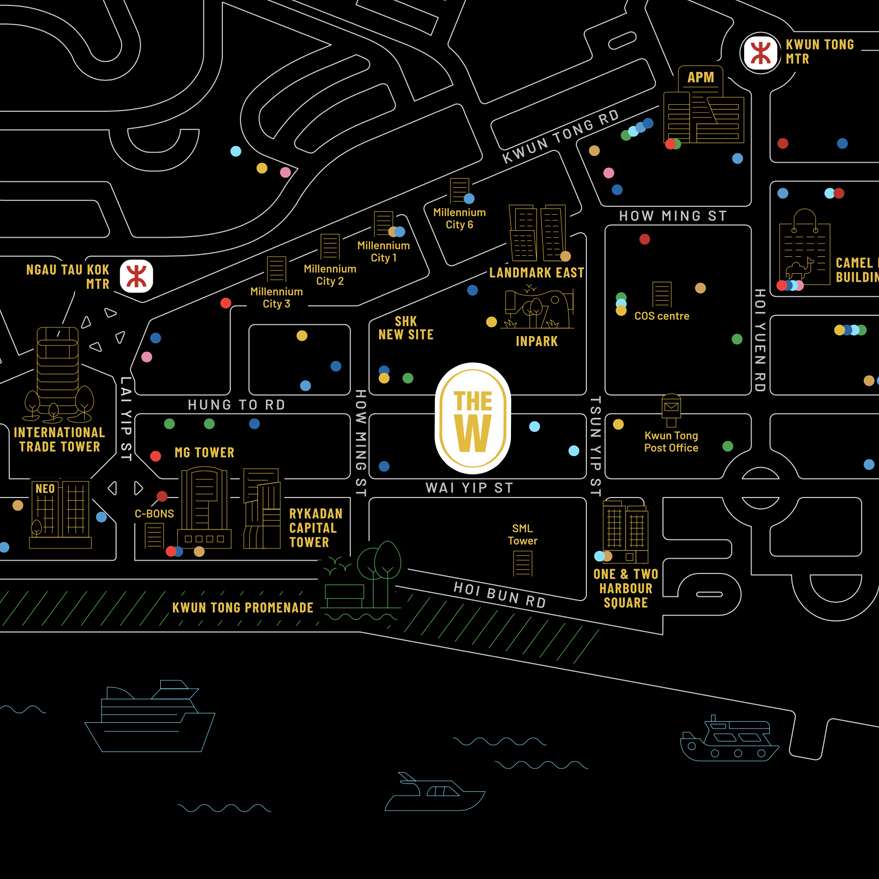 KWUN TONG
MTR
APM
KWUN TONG RD
HOW MING ST
Millennium
City 6
Millennium
City 1
Millennium
City 2
Millennium
City 3
NGAU TAU KOK
MTR
LANDMARK EAST
CAMEL
BUILDIN
COS centre
HOI YUEN RD
SHK
NEW SITE
INPARK
LAI YIP ST
HUNG TO RD
HOW MING ST
THE
W
TSUN YIP ST
Kwun Tong
Post Office
INTERNATIONAL
TRADE TOWER
MG TOWER
NEO
C-BONS
WAI YIP ST
RYKADAN
CAPITAL
TOWER
SML
Tower
ONE & TWO
HARBOUR
SQUARE
HOI BUN RD
KWUN TONG PROMENADE